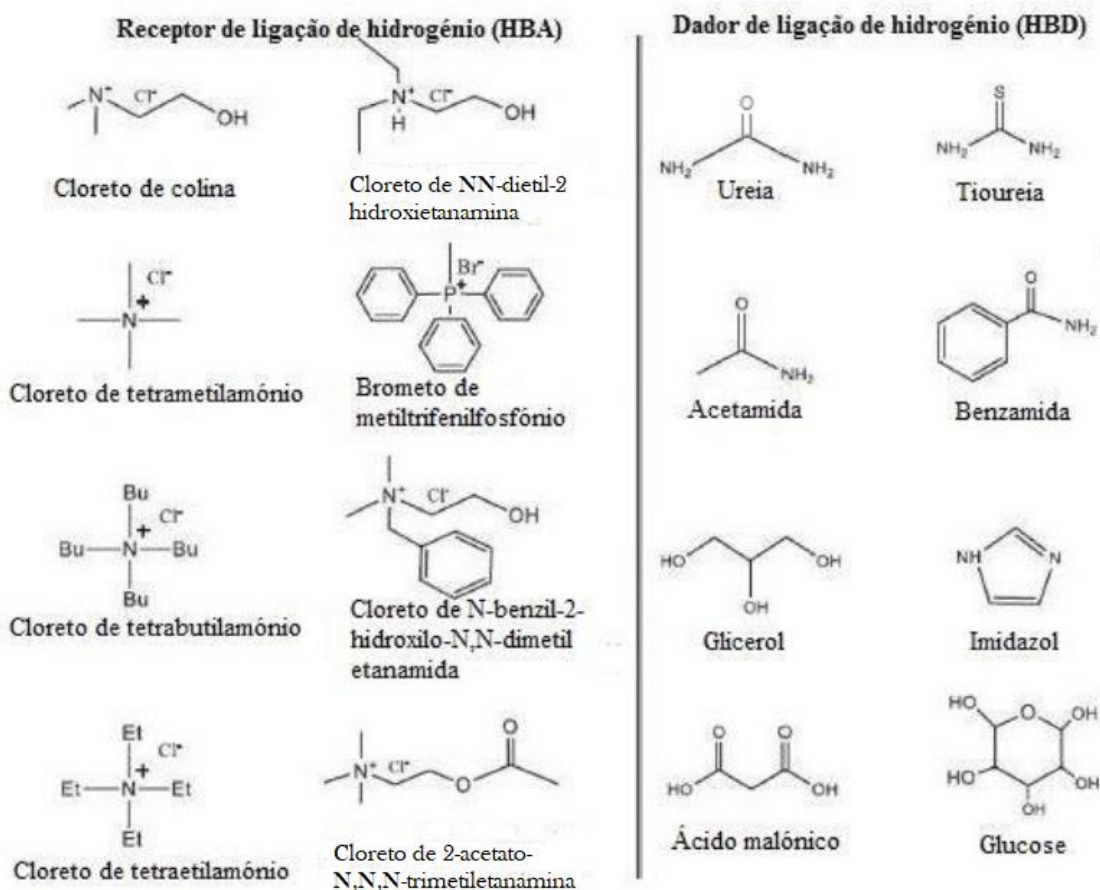 Receptor de ligação de hidrogénio (HBA)
Dador de ligação de hidrogénio (HBD)
N⁺ Cl⁻ OH
Cloreto de colina
N⁺ H Cl⁻ OH
Cloreto de NN-dietil-2
hidroxietanamina
O NH₂ NH₂
Ureia
S NH₂ NH₂
Tioureia
Cl⁻ N +
Cloreto de tetrametilamónio
Br⁻ P⁺
Brometo de
metiltrifenilfosfónio
O NH₂
Acetamida
O NH₂
Benzamida
Bu Cl⁻ + Bu N Bu Bu
Cloreto de tetrabutilamónio
N⁺ Cl⁻ OH
Cloreto de N-benzil-2-
hidroxilo-N,N-dimetil
etanamida
HO OH OH
Glicerol
NH N
Imidazol
Et Cl⁻ + Et N Et Et
Cloreto de tetraetilamónio
N⁺ Cl⁻ O O
Cloreto de 2-acetato-
N,N,N-trimetiletanamina
O O HO OH
Ácido malónico
HO O OH HO OH OH
Glucose